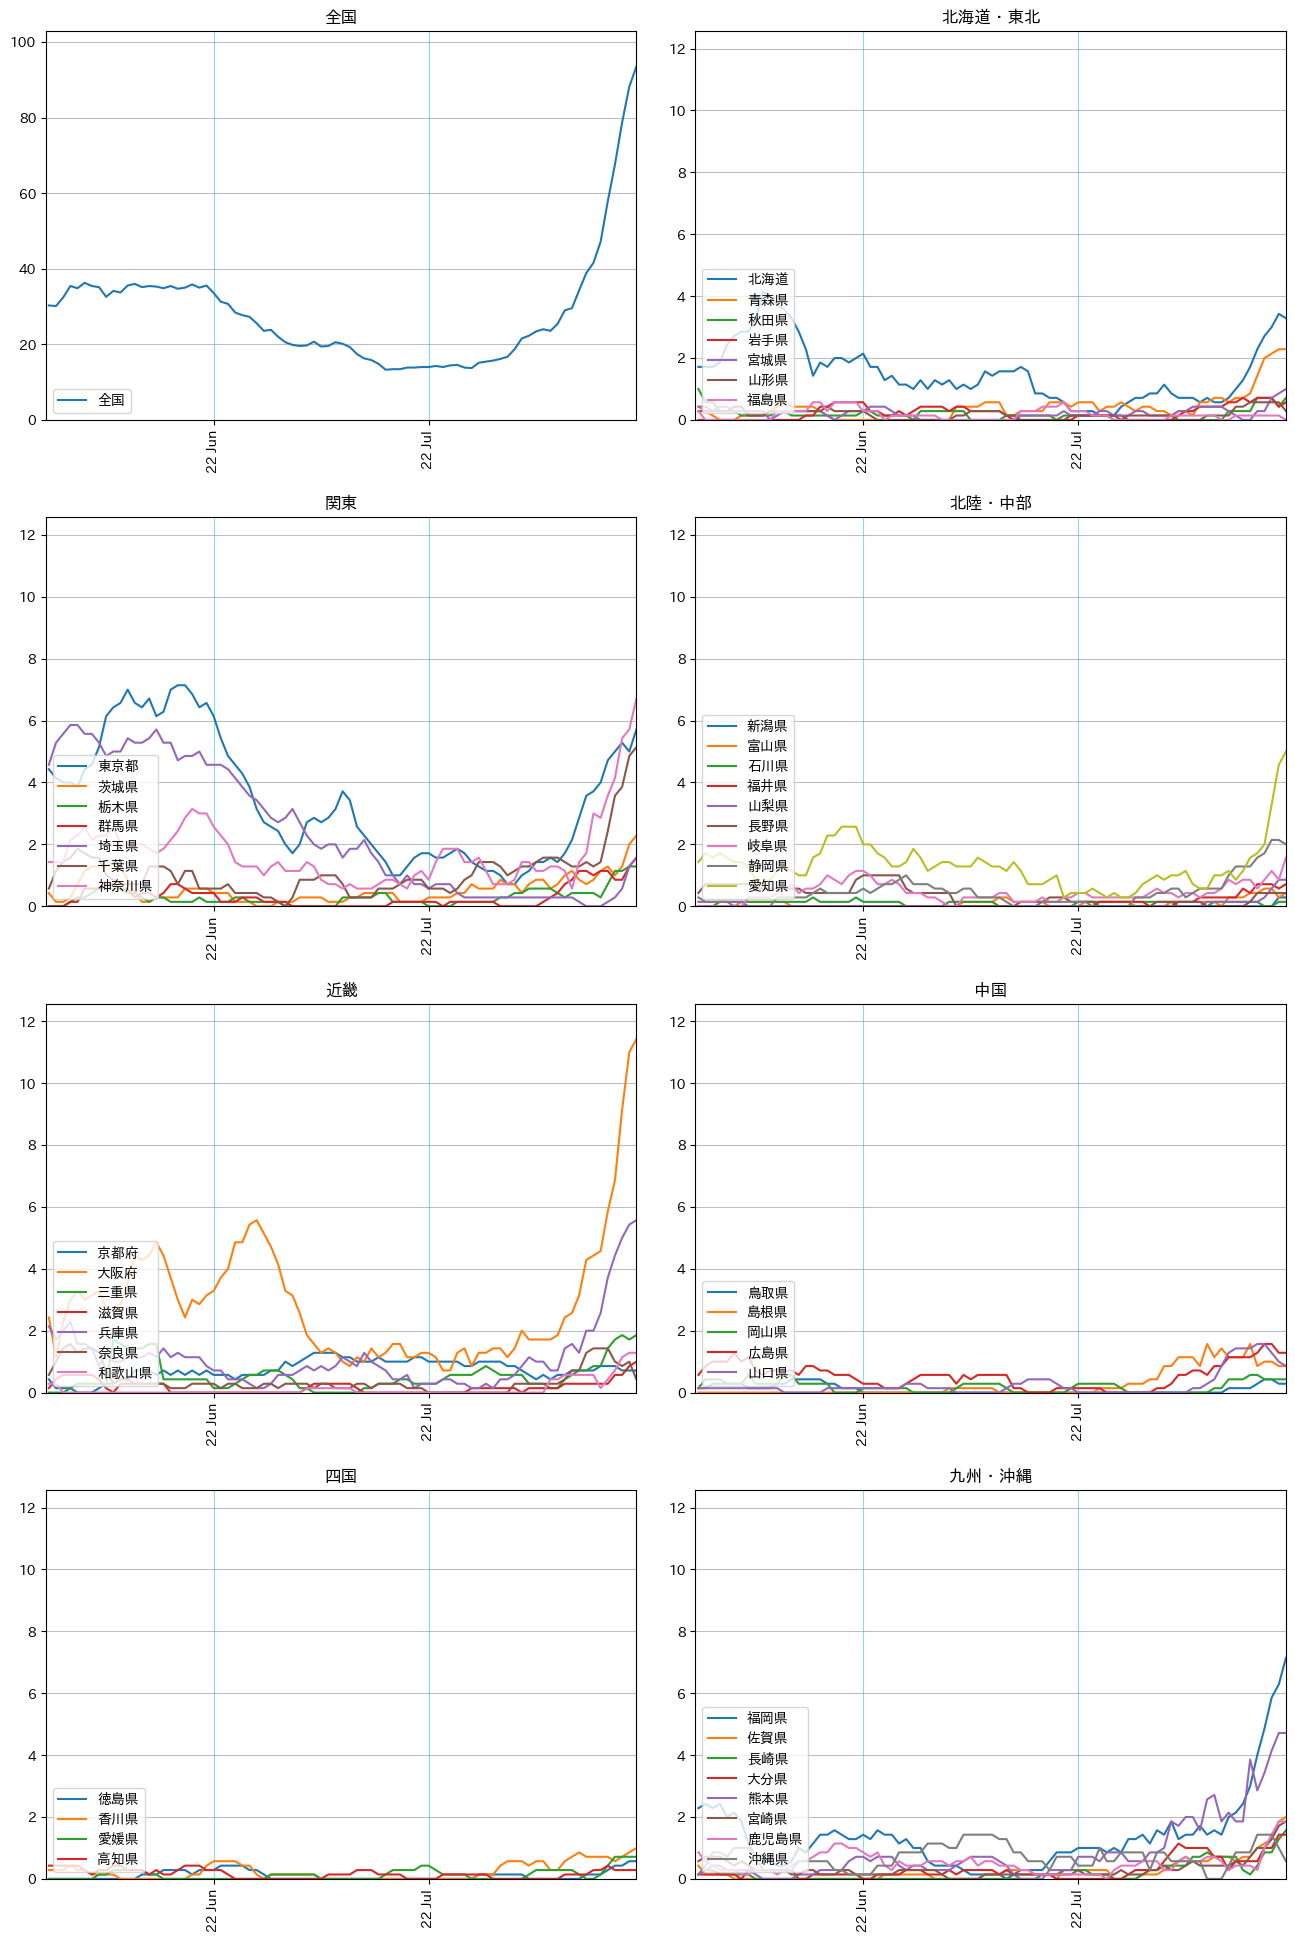 全国
100
80
60
40
20
0
全国
22 Jun
22 Jul
北海道・東北
12
10
8
6
4
2
0
北海道
青森県
秋田県
岩手県
宮城県
山形県
福島県
22 Jun
22 Jul
関東
12
10
8
6
4
2
0
東京都
茨城県
栃木県
群馬県
埼玉県
千葉県
神奈川県
22 Jun
22 Jul
北陸・中部
12
10
8
6
4
2
0
新潟県
富山県
石川県
福井県
山梨県
長野県
岐阜県
静岡県
愛知県
22 Jun
22 Jul
近畿
12
10
8
6
4
2
0
京都府
大阪府
三重県
滋賀県
兵庫県
奈良県
和歌山県
22 Jun
22 Jul
中国
12
10
8
6
4
2
0
鳥取県
島根県
岡山県
広島県
山口県
22 Jun
22 Jul
四国
12
10
8
6
4
2
0
徳島県
香川県
愛媛県
高知県
22 Jun
22 Jul
九州・沖縄
12
10
8
6
4
2
0
福岡県
佐賀県
長崎県
大分県
熊本県
宮崎県
鹿児島県
沖縄県
22 Jun
22 Jul